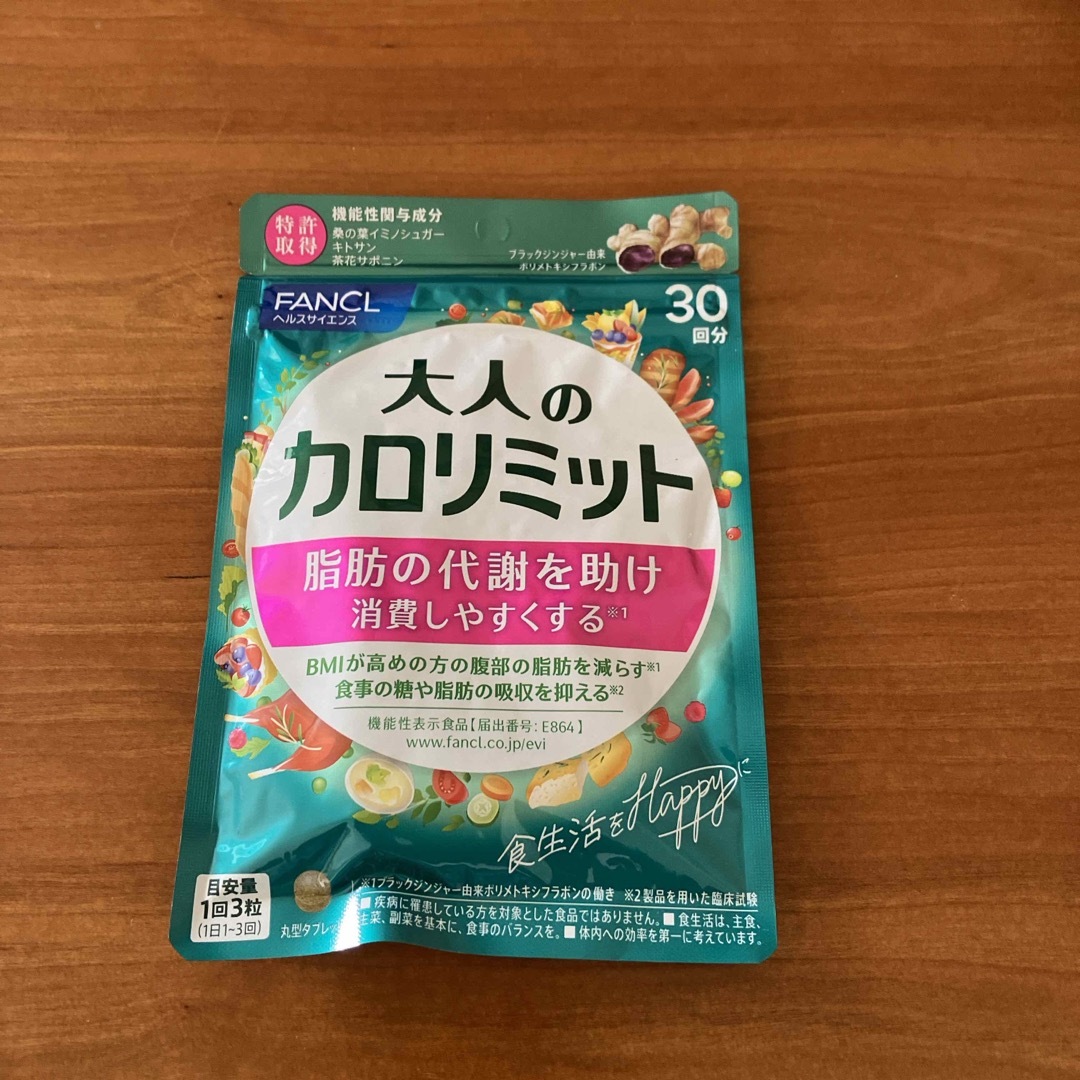 特許
取得
機能性関与成分
桑の葉イミノシュガー
キトサン
茶花サポニン
ブラックジンジャー由来
ポリメトキシフラボン
FANCL
ヘルスサイエンス
30
回分
大人の
カロリミット
脂肪の代謝を助け
消費しやすくする※1
BMIが高めの方の腹部の脂肪を減らす※1
食事の糖や脂肪の吸収を抑える※2
機能性表示食品【届出番号:E864】
www.fancl.co.jp/evi
食生活をHappyに
目安量
1回3粒
(1日1~3回)
丸型タブレッ
※1ブラックジンジャー由来ポリメトキシフラボンの働き ※2製品を用いた臨床試験
■疾病に罹患している方を対象とした食品ではありません。■食生活は、主食、
主菜、副菜を基本に、食事のバランスを。■体内への効率を第一に考えています。